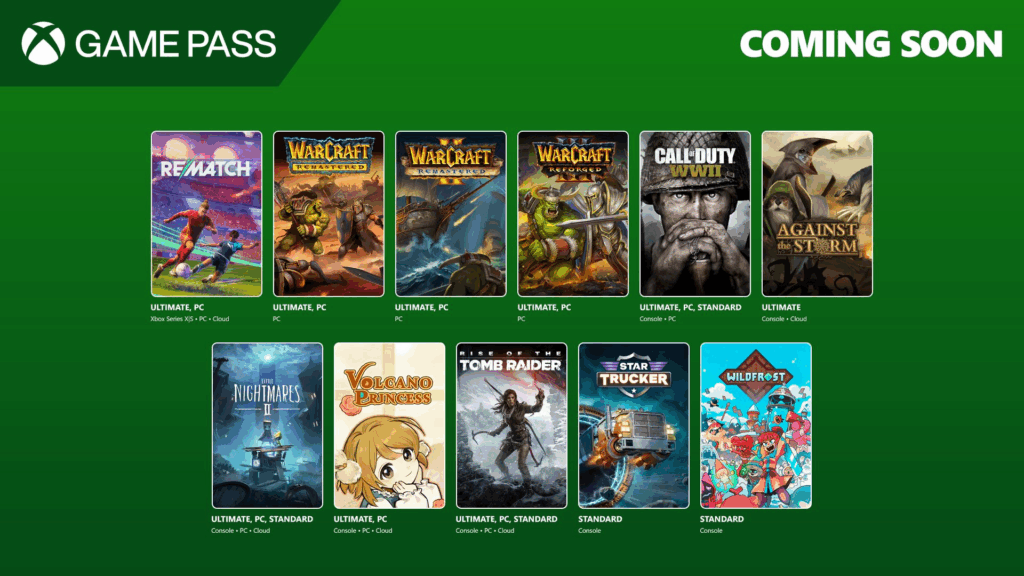 GAME PASS
COMING SOON
REMATCH
WARCRAFT
REMASTERED
WARCRAFT
II
REMASTERED
WARCRAFT
III
REFORGED
CALL OF DUTY
WWII
AGAINST
the STORM
ULTIMATE, PC
Xbox Series X|S • PC • Cloud
ULTIMATE, PC
PC
ULTIMATE, PC
PC
ULTIMATE, PC
PC
ULTIMATE, PC, STANDARD
Console • PC
ULTIMATE
Console • Cloud
LITTLE
NIGHTMARES
II
VOLCANO
PRINCESS
RISE OF THE
TOMB RAIDER
STAR
TRUCKER
WILDFROST
ULTIMATE, PC, STANDARD
Console • PC • Cloud
ULTIMATE, PC
Console • PC • Cloud
ULTIMATE, PC, STANDARD
Console • PC • Cloud
STANDARD
Console
STANDARD
Console